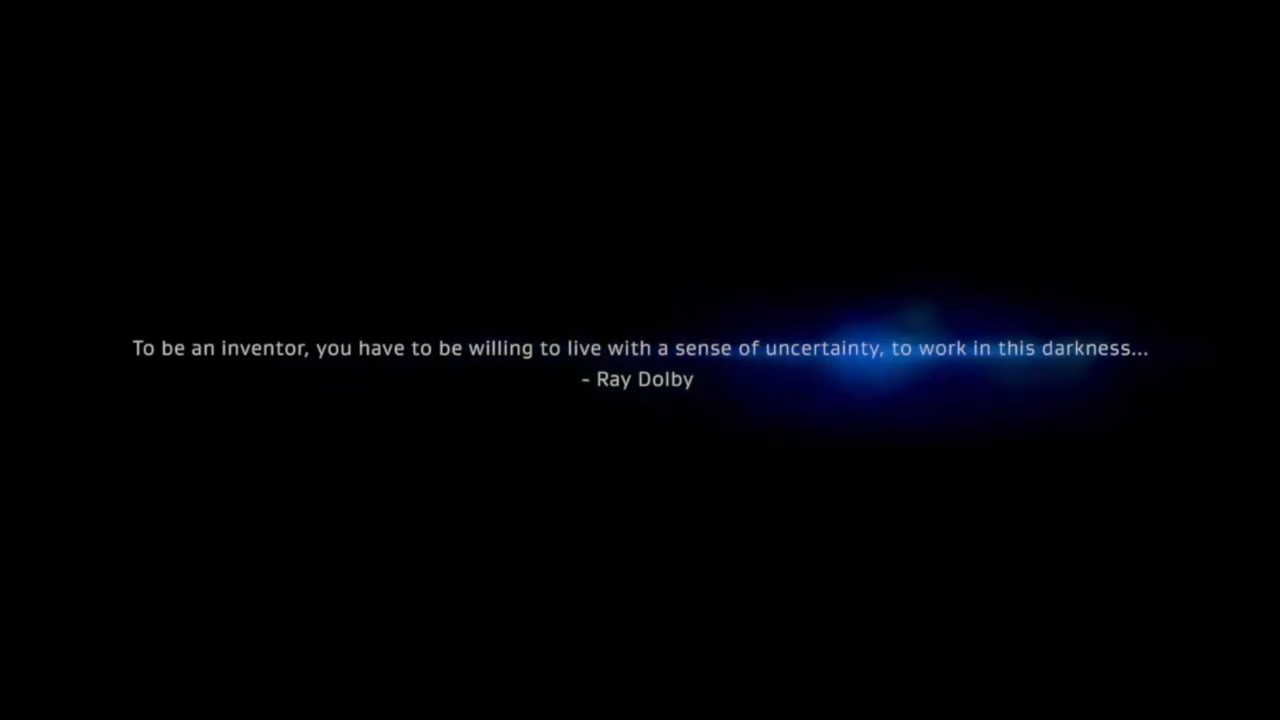 To be an inventor, you have to be willing to live with a sense of uncertainty, to work in this darkness...
- Ray Dolby